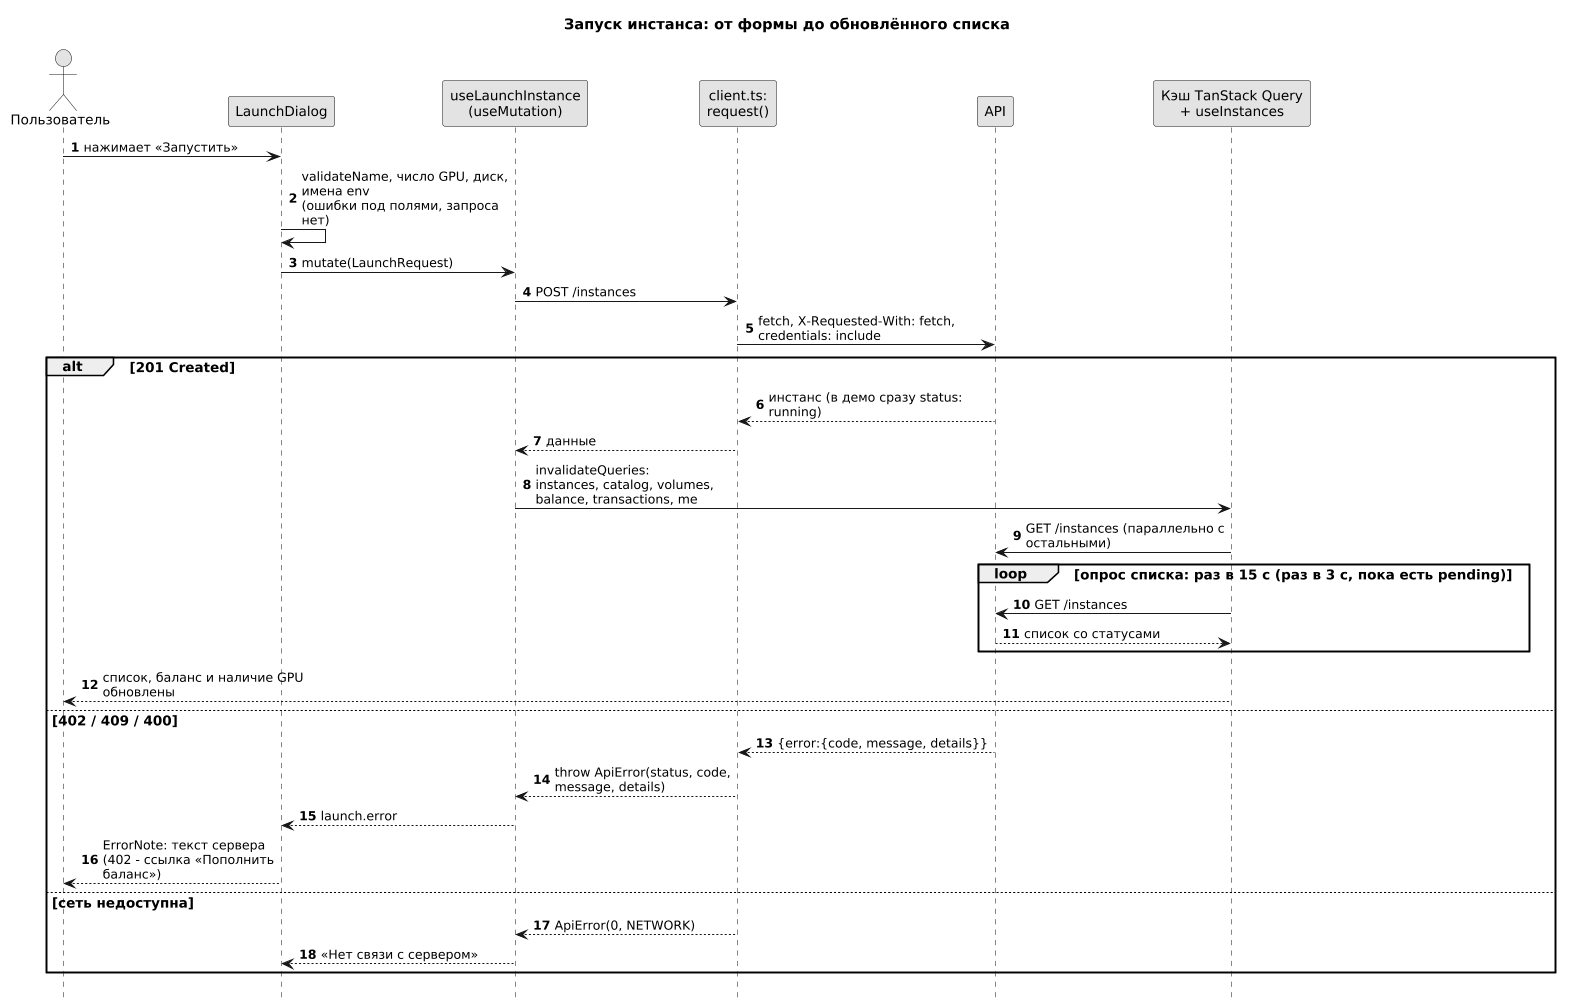 Запуск инстанса: от формы до обновлённого списка
Пользователь
LaunchDialog
useLaunchInstance
(useMutation)
client.ts:
request()
API
Кэш TanStack Query
+ useInstances
1 нажимает «Запустить»
2 validateName, число GPU, диск,
имена env
(ошибки под полями, запроса
нет)
3 mutate(LaunchRequest)
4 POST /instances
5 fetch, X-Requested-With: fetch,
credentials: include
alt [201 Created]
6 инстанс (в демо сразу status:
running)
7 данные
8 invalidateQueries:
instances, catalog, volumes,
balance, transactions, me
9 GET /instances (параллельно с
остальными)
loop [опрос списка: раз в 15 с (раз в 3 с, пока есть pending)]
10 GET /instances
11 список со статусами
12 список, баланс и наличие GPU
обновлены
[402 / 409 / 400]
13 {error:{code, message, details}}
14 throw ApiError(status, code,
message, details)
15 launch.error
16 ErrorNote: текст сервера
(402 - ссылка «Пополнить
баланс»)
[сеть недоступна]
17 ApiError(0, NETWORK)
18 «Нет связи с сервером»